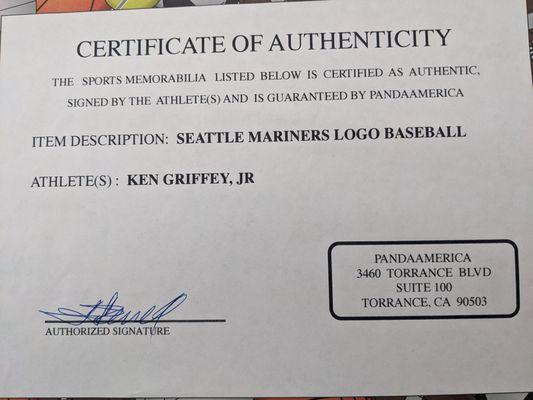 CERTIFICATE OF AUTHENTICITY
THE SPORTS MEMORABILIA LISTED BELOW IS CERTIFIED AS AUTHENTIC,
SIGNED BY THE ATHLETE(S) AND IS GUARANTEED BY PANDAAMERICA
ITEM DESCRIPTION: SEATTLE MARINERS LOGO BASEBALL
ATHLETE(S) : KEN GRIFFEY, JR
PANDAAMERICA
3460 TORRANCE BLVD
SUITE 100
TORRANCE, CA 90503
AUTHORIZED SIGNATURE